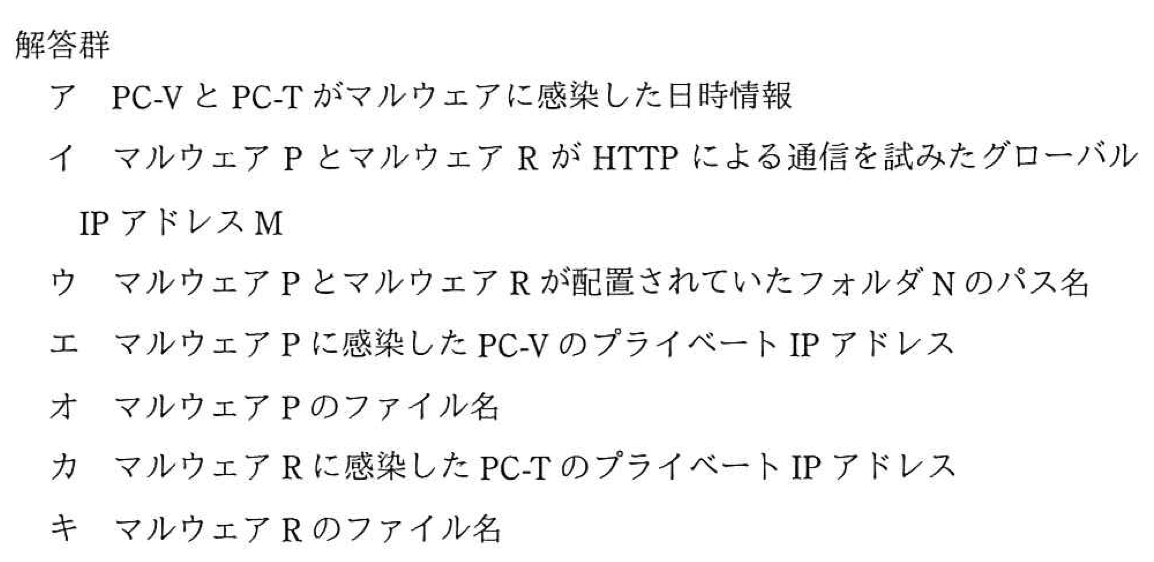 解答群
ア PC-V と PC-T がマルウェアに感染した日時情報
イ マルウェア P とマルウェア R が HTTP による通信を試みたグローバル
IP アドレス M
ウ マルウェア P とマルウェア R が配置されていたフォルダ N のパス名
エ マルウェア P に感染した PC-V のプライベート IP アドレス
オ マルウェア P のファイル名
カ マルウェア R に感染した PC-T のプライベート IP アドレス
キ マルウェア R のファイル名